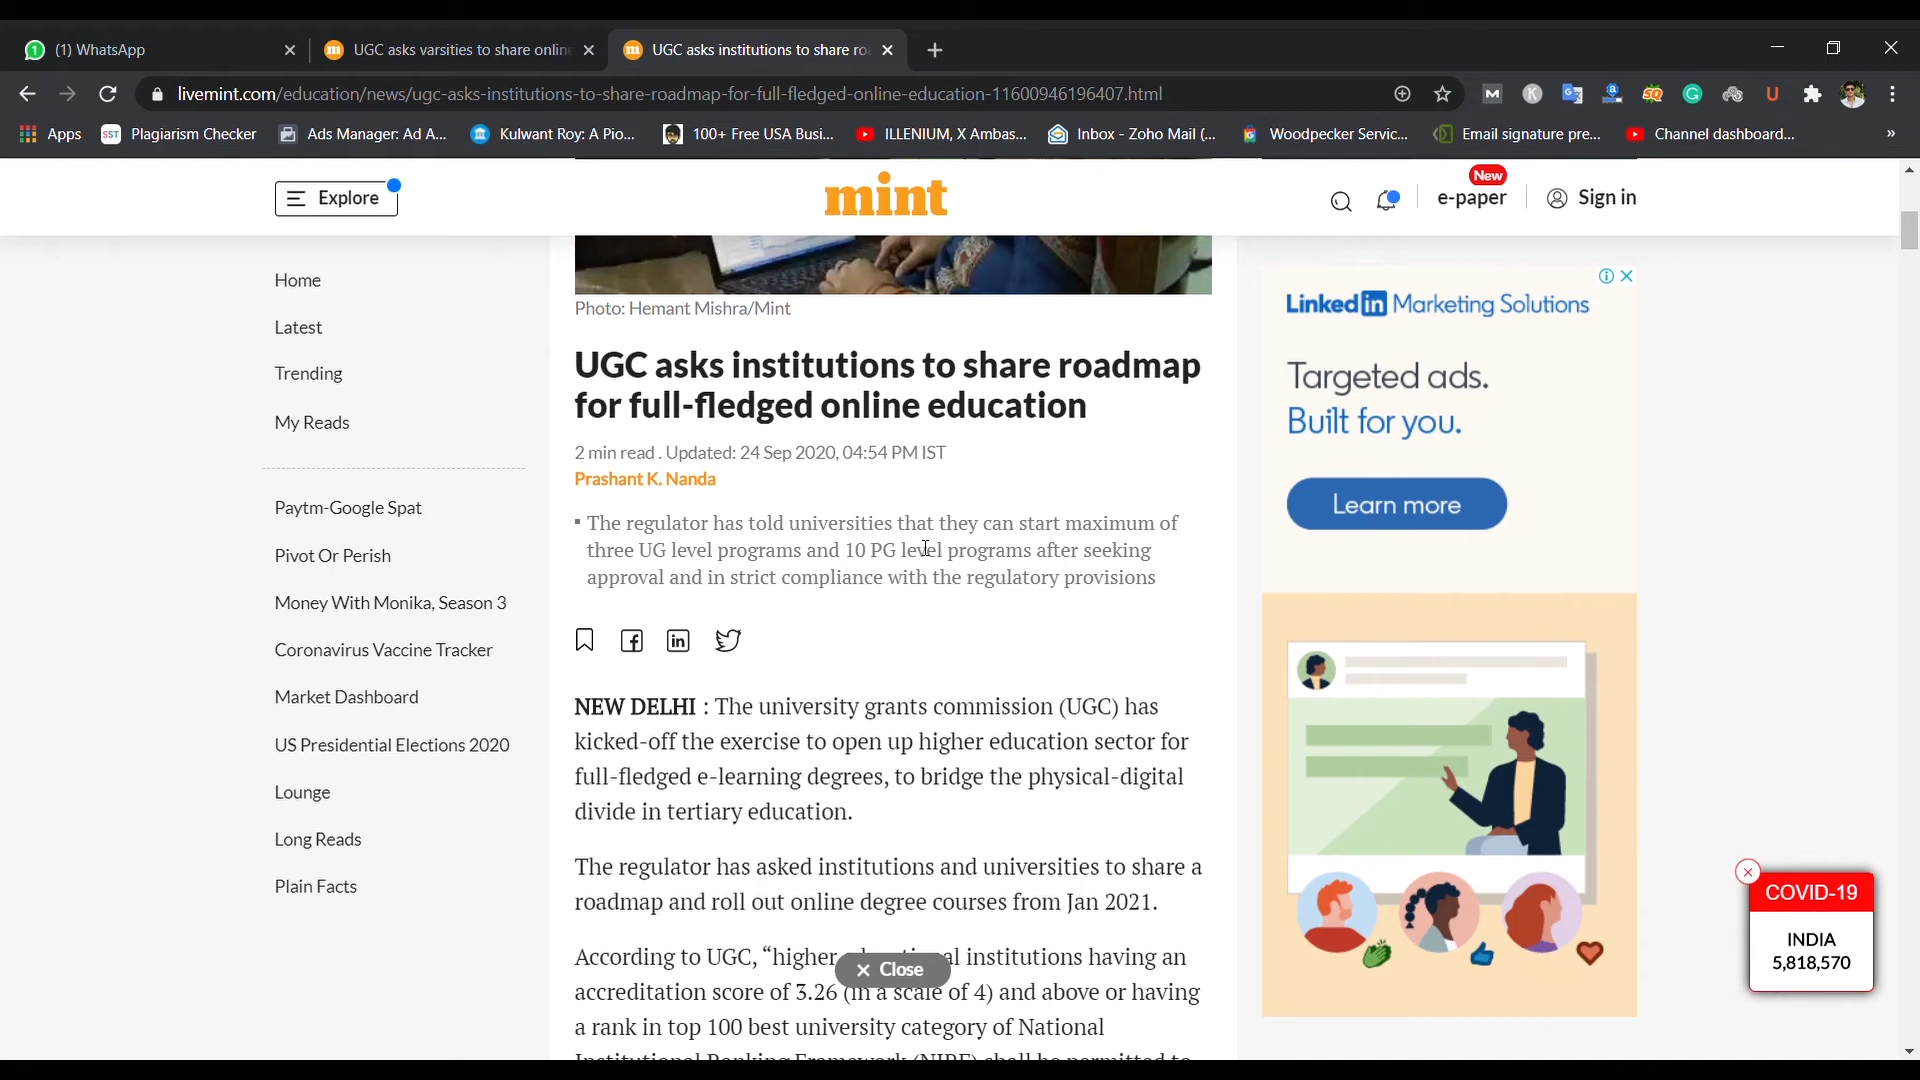 (1) WhatsApp
UGC asks varsities to share onlin
UGC asks institutions to share ro
livemint.com/education/news/ugc-asks-institutions-to-share-roadmap-for-full-fledged-online-education-11600946196407.html
Apps
Plagiarism Checker
Ads Manager: Ad A...
Kulwant Roy: A Pio...
100+ Free USA Busi...
ILLENIUM, X Ambas...
Inbox - Zoho Mail (...
Woodpecker Servic...
Email signature pre...
Channel dashboard...
Explore
mint
New
e-paper
Sign in
Home
Latest
Trending
My Reads
Paytm-Google Spat
Pivot Or Perish
Money With Monika, Season 3
Coronavirus Vaccine Tracker
Market Dashboard
US Presidential Elections 2020
Lounge
Long Reads
Plain Facts
Photo: Hemant Mishra/Mint
UGC asks institutions to share roadmap
for full-fledged online education
2 min read . Updated: 24 Sep 2020, 04:54 PM IST
Prashant K. Nanda
The regulator has told universities that they can start maximum of
three UG level programs and 10 PG level programs after seeking
approval and in strict compliance with the regulatory provisions
NEW DELHI : The university grants commission (UGC) has
kicked-off the exercise to open up higher education sector for
full-fledged e-learning degrees, to bridge the physical-digital
divide in tertiary education.
The regulator has asked institutions and universities to share a
roadmap and roll out online degree courses from Jan 2021.
According to UGC, “higher institutions having an
Close
accreditation score of 3.26 (in a scale of 4) and above or having
a rank in top 100 best university category of National
Institutional Ranking Framework (NIRF) shall be permitted to
LinkedIn Marketing Solutions
Targeted ads.
Built for you.
Learn more
COVID-19
INDIA
5,818,570